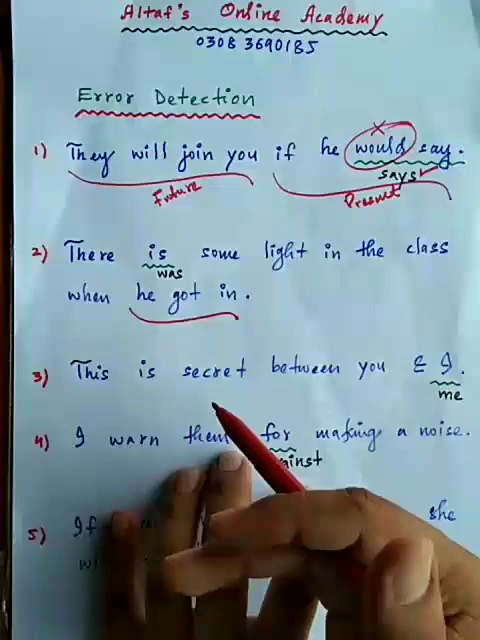 Altaf's Online Academy
0308 3690185
Error Detection
1) They will join you if he would say.
says
Future
Present
2) There is some light in the class
was
when he got in.
3) This is secret between you & I.
me
4) I warn them for making a noise.
5) If she